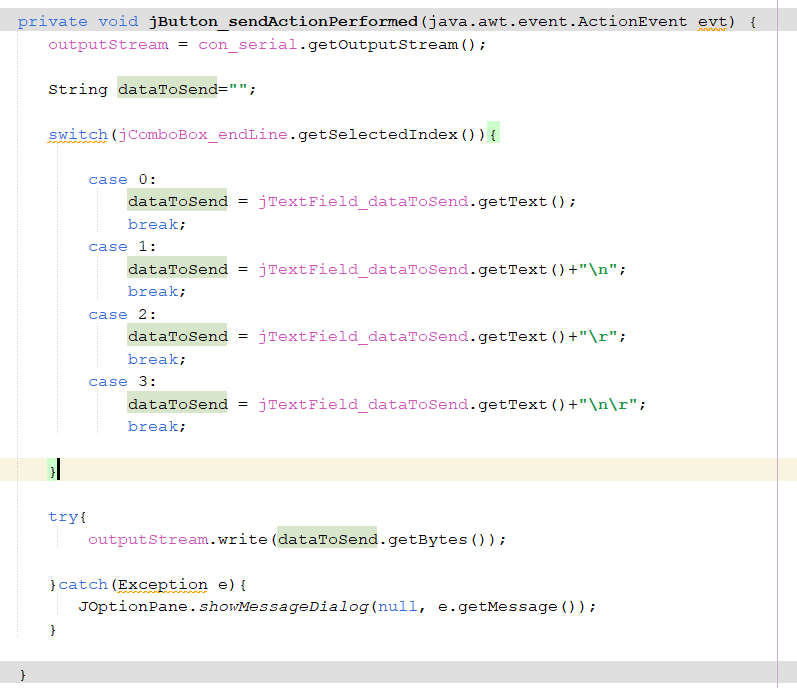 private void jButton_sendActionPerformed(java.awt.event.ActionEvent evt) {
outputStream = con_serial.getOutputStream();
String dataToSend="";
switch(jComboBox_endLine.getSelectedIndex()){
case 0:
dataToSend = jTextField_dataToSend.getText();
break;
case 1:
dataToSend = jTextField_dataToSend.getText()+"\n";
break;
case 2:
dataToSend = jTextField_dataToSend.getText()+"\r";
break;
case 3:
dataToSend = jTextField_dataToSend.getText()+"\n\r";
break;
}
try{
outputStream.write(dataToSend.getBytes());
}catch(Exception e){
JOptionPane.showMessageDialog(null, e.getMessage());
}
}